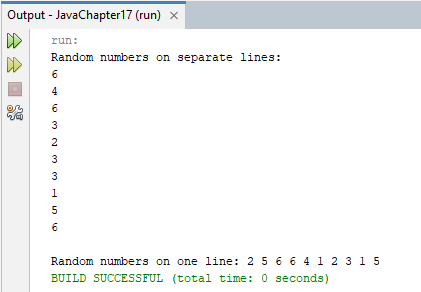 Output - JavaChapter17 (run) ×
run:
Random numbers on separate lines:
6
4
6
3
2
3
3
1
5
6
Random numbers on one line: 2 5 6 6 4 1 2 3 1 5
BUILD SUCCESSFUL (total time: 0 seconds)